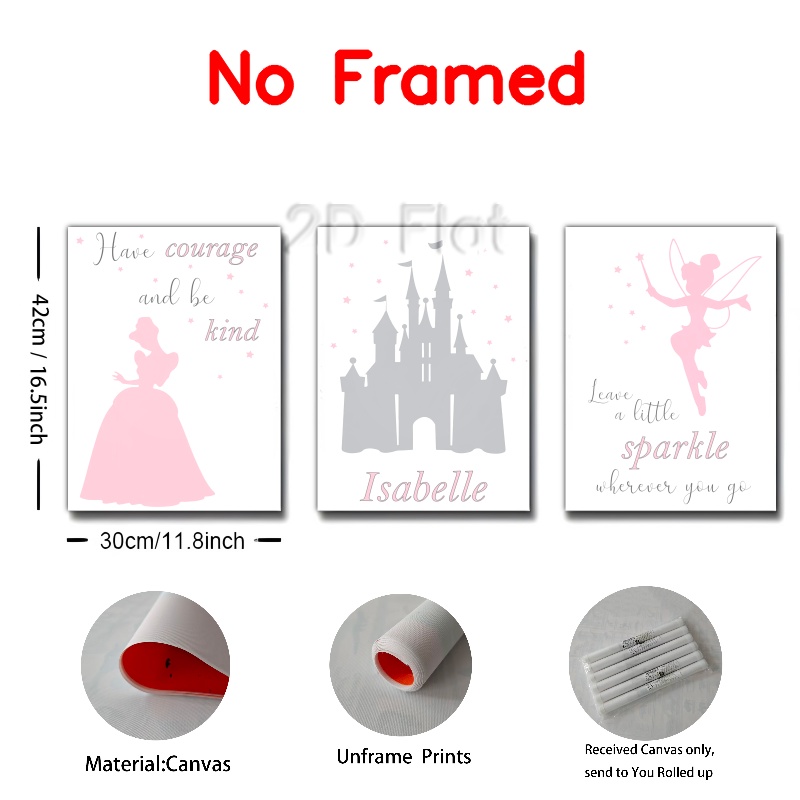 No Framed
2D Flat
Have courage
and be
kind
Isabelle
Leave
a little
sparkle
wherever you go
42cm / 16.5inch
30cm/11.8inch
Material:Canvas
Unframe Prints
Received Canvas only,
send to You Rolled up